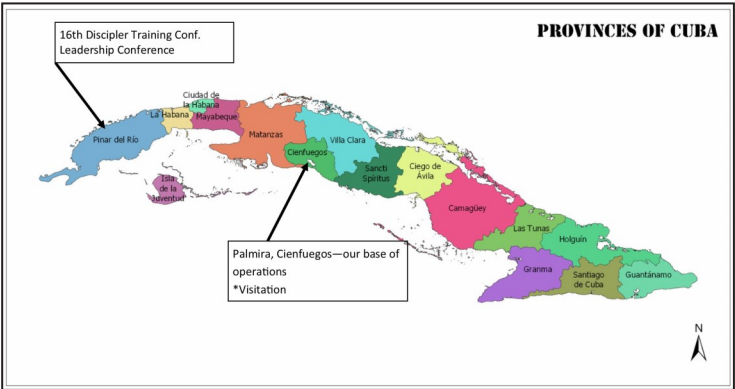 16th Discipler Training Conf.
Leadership Conference
PROVINCES OF CUBA
Ciudad de
la Habana
La Habana
Mayabeque
Pinar del Río
Matanzas
Villa Clara
Cienfuegos
Isla
de la
Juventud
Sancti
Spíritus
Ciego de
Ávila
Camagüey
Las Tunas
Holguín
Granma
Santiago
de Cuba
Guantánamo
Palmira, Cienfuegos—our base of
operations
*Visitation
N